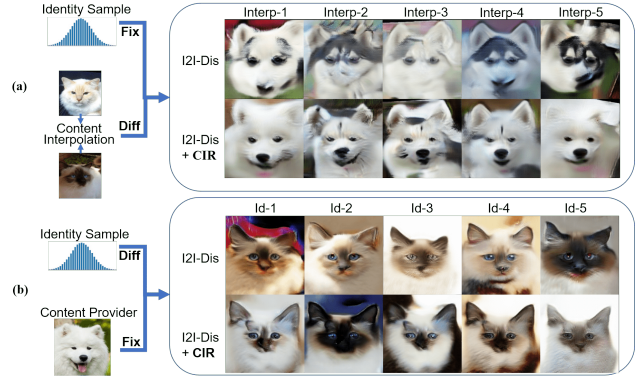 Identity Sample
Fix
(a)
Content
Interpolation
Diff
Interp-1 Interp-2 Interp-3 Interp-4 Interp-5
I2I-Dis
I2I-Dis
+ CIR
Identity Sample
Diff
(b)
Content Provider
Fix
Id-1 Id-2 Id-3 Id-4 Id-5
I2I-Dis
I2I-Dis
+ CIR